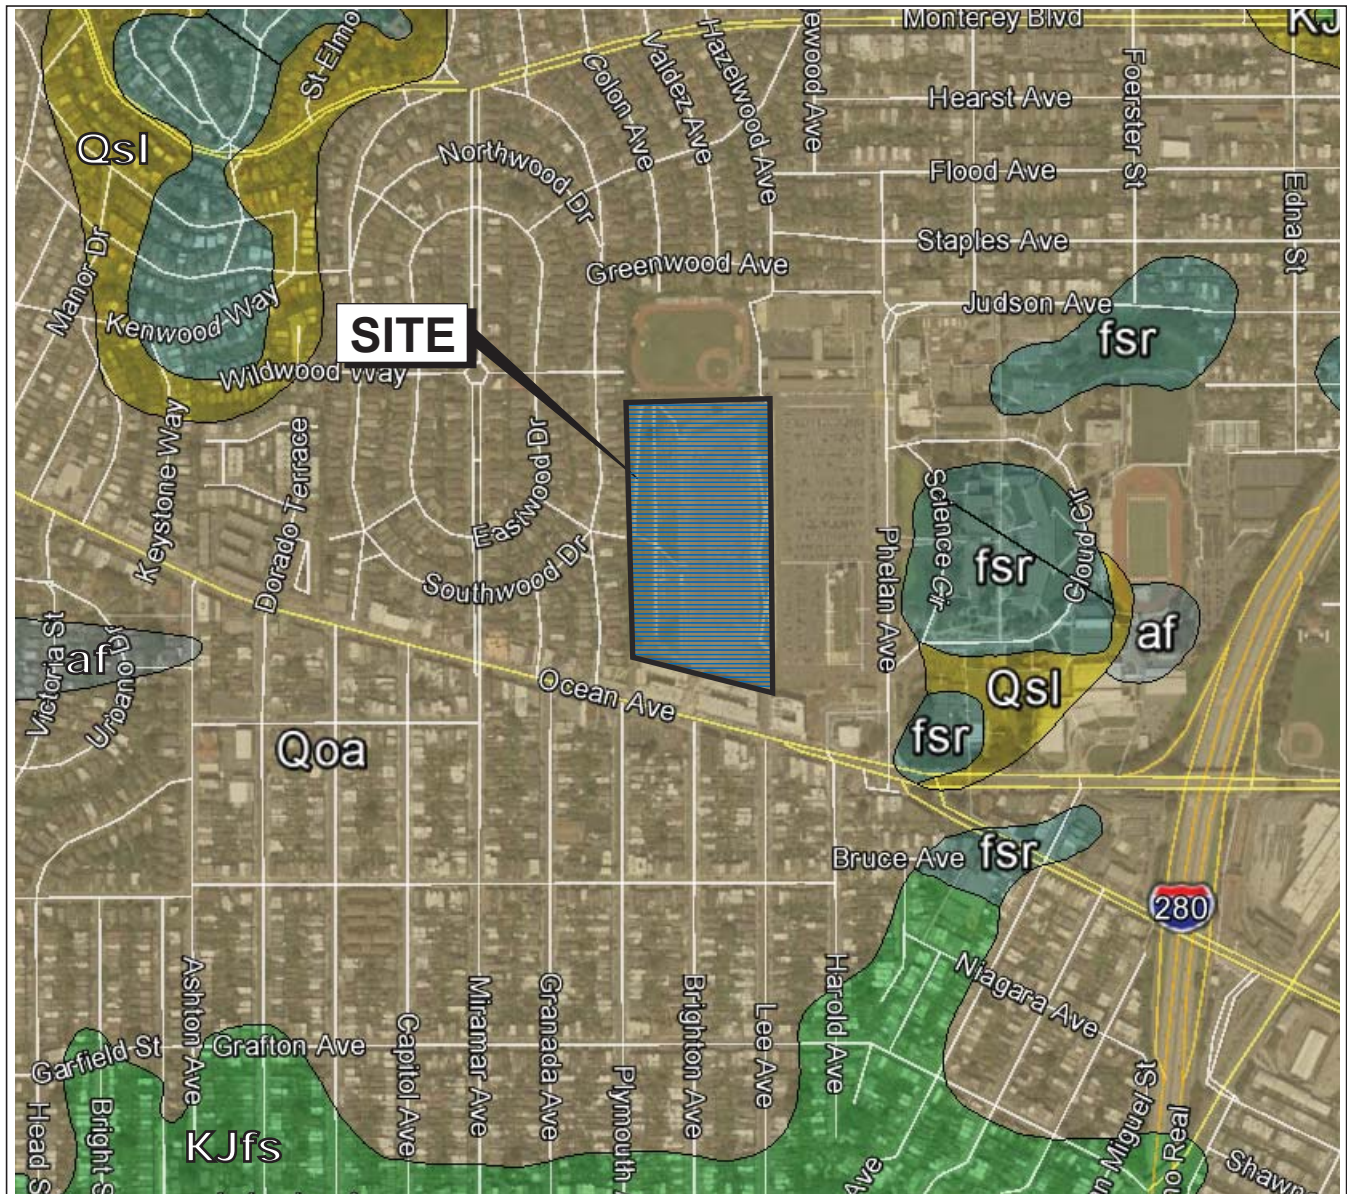 Monterey Blvd
KJ
St Elmo
Colon Ave
Valdez Ave
Hazelwood Ave
ewood Ave
Foerster St
Hearst Ave
Qsl
Northwood Dr
Flood Ave
Edna St
Staples Ave
Manor Dr
Greenwood Ave
Kenwood Way
Judson Ave
SITE
fsr
Wildwood Way
Keystone Way
Dorado Terrace
Eastwood Dr
Southwood Dr
Phelan Ave
Science Cir
fsr
Cloud Cir
Victoria St
af
Urbano Dr
af
Ocean Ave
Qsl
fsr
Qoa
Bruce Ave
fsr
280
Niagara Ave
Ashton Ave
Capitol Ave
Miramar Ave
Granada Ave
Plymouth
Brighton Ave
Lee Ave
Harold Ave
Garfield St
Grafton Ave
Head S
Bright S
KJfs
Ave
n Miguel St
no Real
Shawn